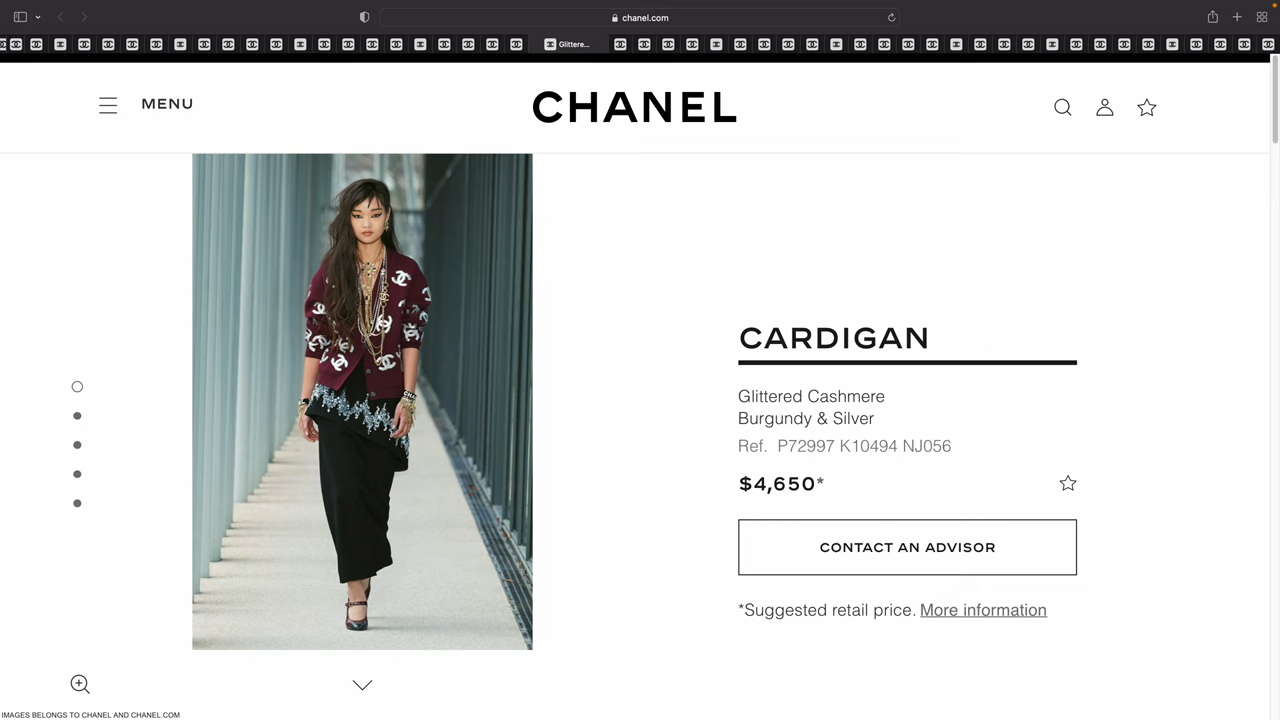 chanel.com
Glittere...
MENU
CHANEL
CARDIGAN
Glittered Cashmere
Burgundy & Silver
Ref. P72997 K10494 NJ056
$4,650*
CONTACT AN ADVISOR
*Suggested retail price. More information
IMAGES BELONGS TO CHANEL AND CHANEL.COM